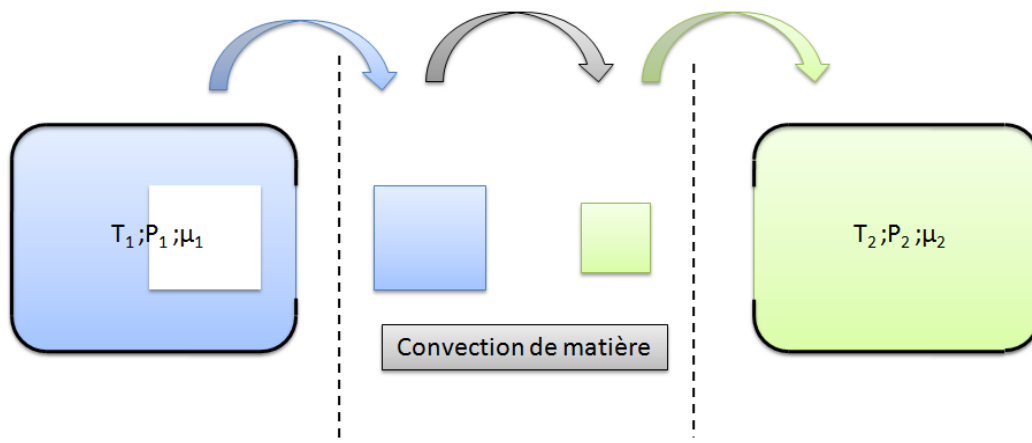 T₁ ;P₁ ;μ₁
T₂ ;P₂ ;μ₂
Convection de matière